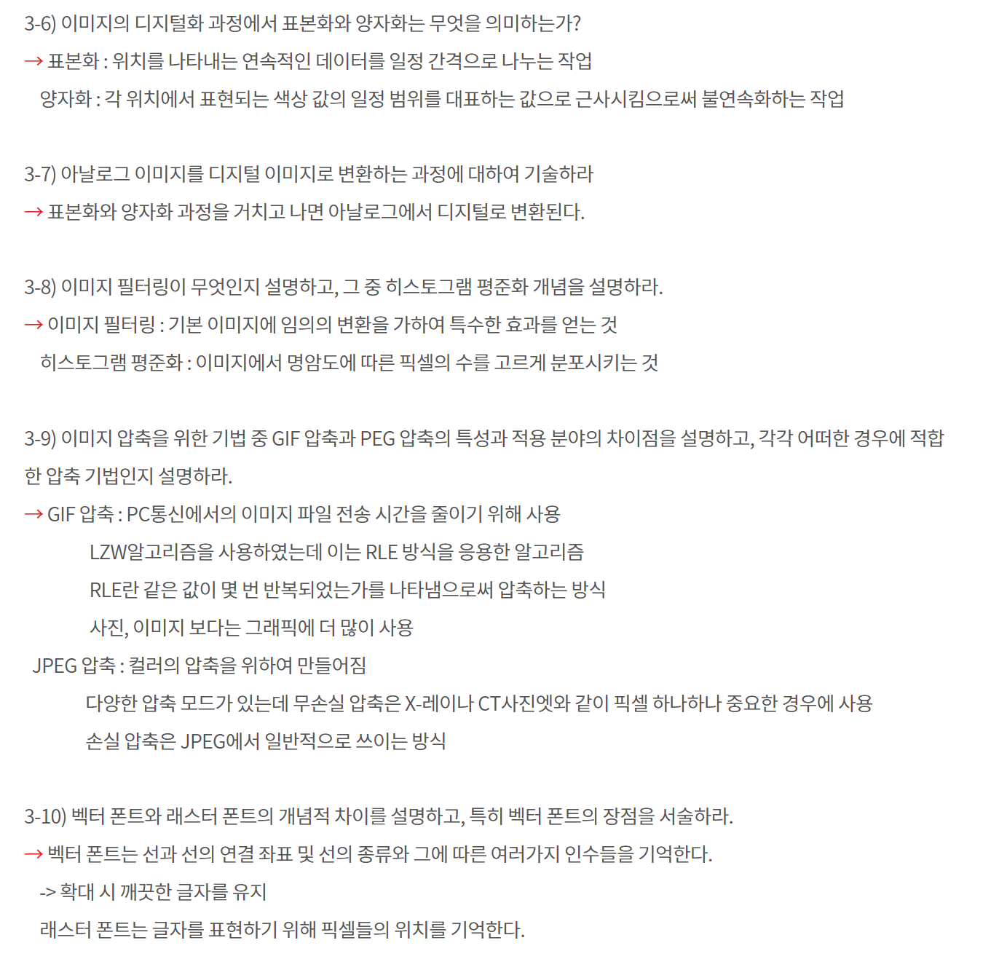 3-6) 이미지의 디지털화 과정에서 표본화와 양자화는 무엇을 의미하는가?
→ 표본화 : 위치를 나타내는 연속적인 데이터를 일정 간격으로 나누는 작업
양자화 : 각 위치에서 표현되는 색상 값의 일정 범위를 대표하는 값으로 근사시킴으로써 불연속화하는 작업
3-7) 아날로그 이미지를 디지털 이미지로 변환하는 과정에 대하여 기술하라
→ 표본화와 양자화 과정을 거치고 나면 아날로그에서 디지털로 변환된다.
3-8) 이미지 필터링이 무엇인지 설명하고, 그 중 히스토그램 평준화 개념을 설명하라.
→ 이미지 필터링 : 기본 이미지에 임의의 변환을 가하여 특수한 효과를 얻는 것
히스토그램 평준화 : 이미지에서 명암도에 따른 픽셀의 수를 고르게 분포시키는 것
3-9) 이미지 압축을 위한 기법 중 GIF 압축과 PEG 압축의 특성과 적용 분야의 차이점을 설명하고, 각각 어떠한 경우에 적합
한 압축 기법인지 설명하라.
→ GIF 압축 : PC통신에서의 이미지 파일 전송 시간을 줄이기 위해 사용
LZW알고리즘을 사용하였는데 이는 RLE 방식을 응용한 알고리즘
RLE란 같은 값이 몇 번 반복되었는가를 나타냄으로써 압축하는 방식
사진, 이미지 보다는 그래픽에 더 많이 사용
JPEG 압축 : 컬러의 압축을 위하여 만들어짐
다양한 압축 모드가 있는데 무손실 압축은 X-레이나 CT사진엣와 같이 픽셀 하나하나 중요한 경우에 사용
손실 압축은 JPEG에서 일반적으로 쓰이는 방식
3-10) 벡터 폰트와 래스터 폰트의 개념적 차이를 설명하고, 특히 벡터 폰트의 장점을 서술하라.
→ 벡터 폰트는 선과 선의 연결 좌표 및 선의 종류와 그에 따른 여러가지 인수들을 기억한다.
-> 확대 시 깨끗한 글자를 유지
래스터 폰트는 글자를 표현하기 위해 픽셀들의 위치를 기억한다.